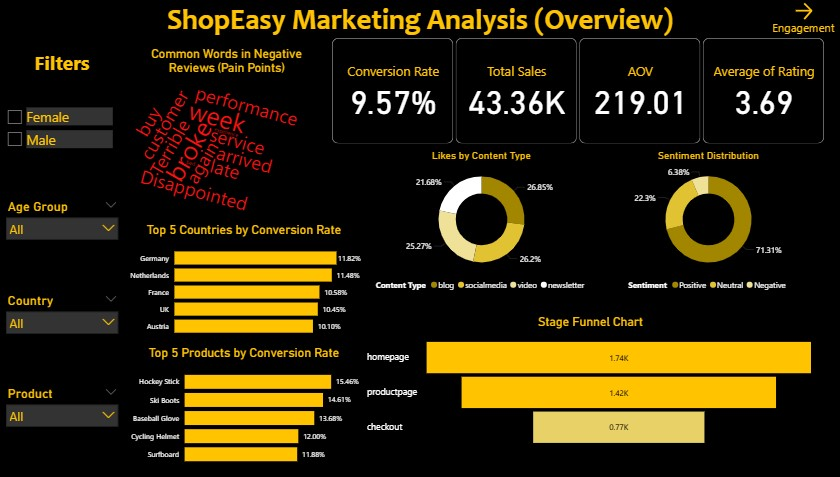 ShopEasy Marketing Analysis (Overview)
Engagement
Filters
Female
Male
Age Group
All
Country
All
Product
All
Common Words in Negative
Reviews (Pain Points)
performance
buy
customer
week
Terrible
broke
service
arrived
again
late
Disappointed
Conversion Rate
9.57%
Total Sales
43.36K
AOV
219.01
Average of Rating
3.69
Likes by Content Type
21.68%
26.85%
25.27%
26.2%
Content Type blog socialmedia video newsletter
Sentiment Distribution
6.38%
22.3%
71.31%
Sentiment Positive Neutral Negative
Top 5 Countries by Conversion Rate
Germany 11.82%
Netherlands 11.48%
France 10.58%
UK 10.45%
Austria 10.10%
Top 5 Products by Conversion Rate
Hockey Stick 15.46%
Ski Boots 14.61%
Baseball Glove 13.68%
Cycling Helmet 12.00%
Surfboard 11.88%
Stage Funnel Chart
homepage 1.74K
productpage 1.42K
checkout 0.77K